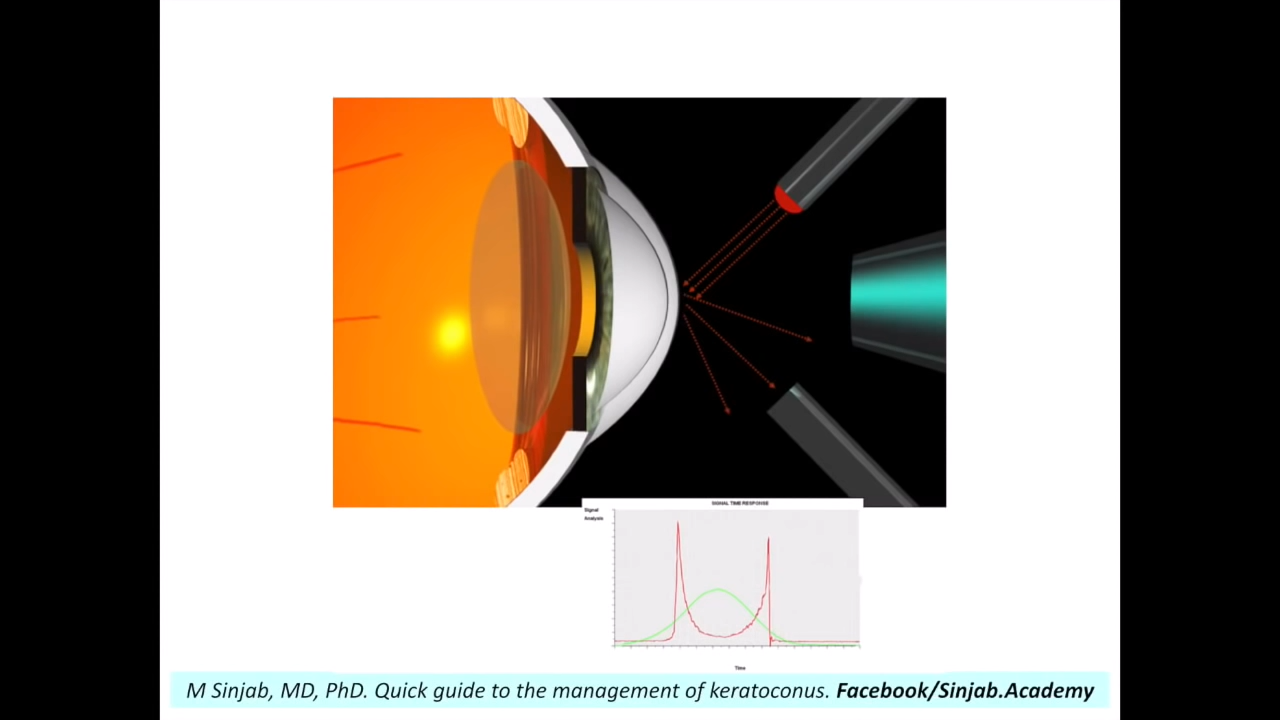 SIGNAL TIME RESPONSE
Signal
Analysis
Time
M Sinjab, MD, PhD. Quick guide to the management of keratoconus. Facebook/Sinjab.Academy